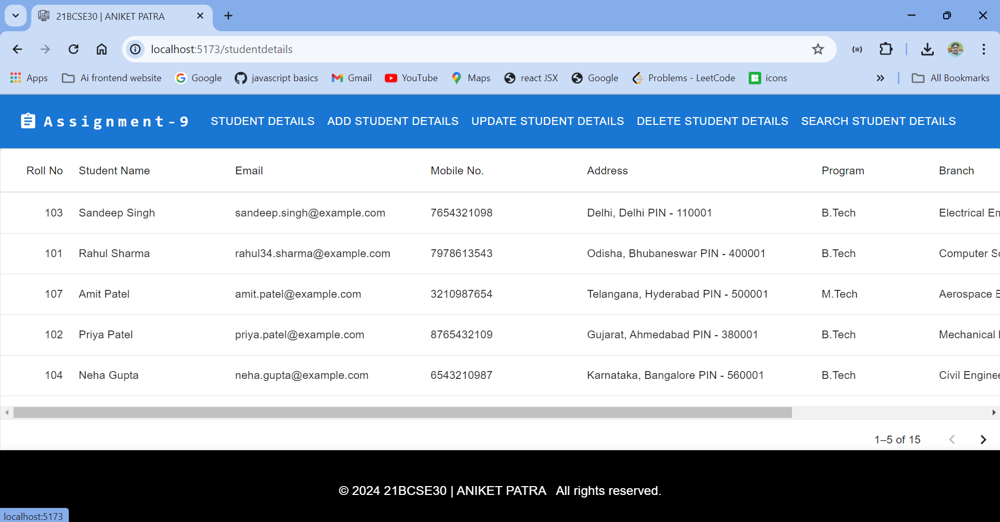 21BCSE30 | ANIKET PATRA
localhost:5173/studentdetails
Apps Ai frontend website Google javascript basics Gmail YouTube Maps react JSX Google Problems - LeetCode icons All Bookmarks
Assignment-9 STUDENT DETAILS ADD STUDENT DETAILS UPDATE STUDENT DETAILS DELETE STUDENT DETAILS SEARCH STUDENT DETAILS
Roll No Student Name Email Mobile No. Address Program Branch
103 Sandeep Singh sandeep.singh@example.com 7654321098 Delhi, Delhi PIN - 110001 B.Tech Electrical
101 Rahul Sharma rahul34.sharma@example.com 7978613543 Odisha, Bhubaneswar PIN - 400001 B.Tech Computer
107 Amit Patel amit.patel@example.com 3210987654 Telangana, Hyderabad PIN - 500001 M.Tech Aerospace
102 Priya Patel priya.patel@example.com 8765432109 Gujarat, Ahmedabad PIN - 380001 B.Tech Mechanical
104 Neha Gupta neha.gupta@example.com 6543210987 Karnataka, Bangalore PIN - 560001 B.Tech Civil
1–5 of 15
© 2024 21BCSE30 | ANIKET PATRA All rights reserved.
localhost:5173